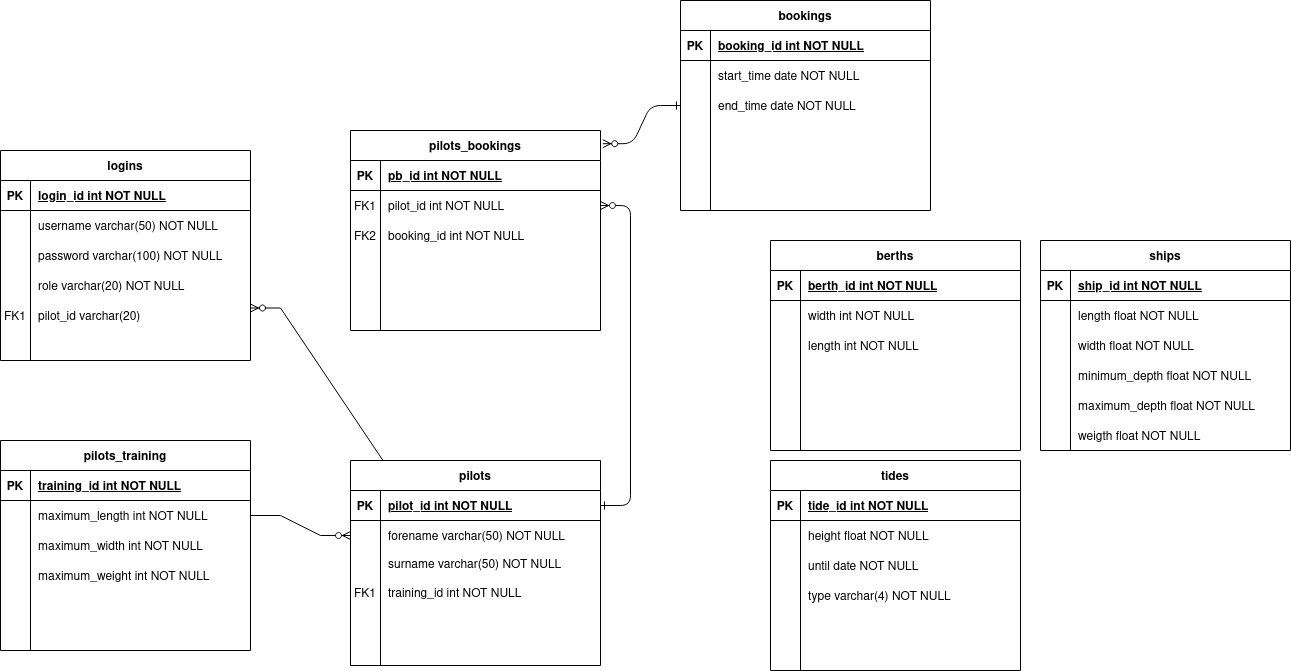 bookings
PK booking_id int NOT NULL
start_time date NOT NULL
end_time date NOT NULL
pilots_bookings
PK pb_id int NOT NULL
FK1 pilot_id int NOT NULL
FK2 booking_id int NOT NULL
logins
PK login_id int NOT NULL
username varchar(50) NOT NULL
password varchar(100) NOT NULL
role varchar(20) NOT NULL
FK1 pilot_id varchar(20)
berths
PK berth_id int NOT NULL
width int NOT NULL
length int NOT NULL
ships
PK ship_id int NOT NULL
length float NOT NULL
width float NOT NULL
minimum_depth float NOT NULL
maximum_depth float NOT NULL
weigth float NOT NULL
pilots_training
PK training_id int NOT NULL
maximum_length int NOT NULL
maximum_width int NOT NULL
maximum_weight int NOT NULL
pilots
PK pilot_id int NOT NULL
forename varchar(50) NOT NULL
surname varchar(50) NOT NULL
FK1 training_id int NOT NULL
tides
PK tide_id int NOT NULL
height float NOT NULL
until date NOT NULL
type varchar(4) NOT NULL